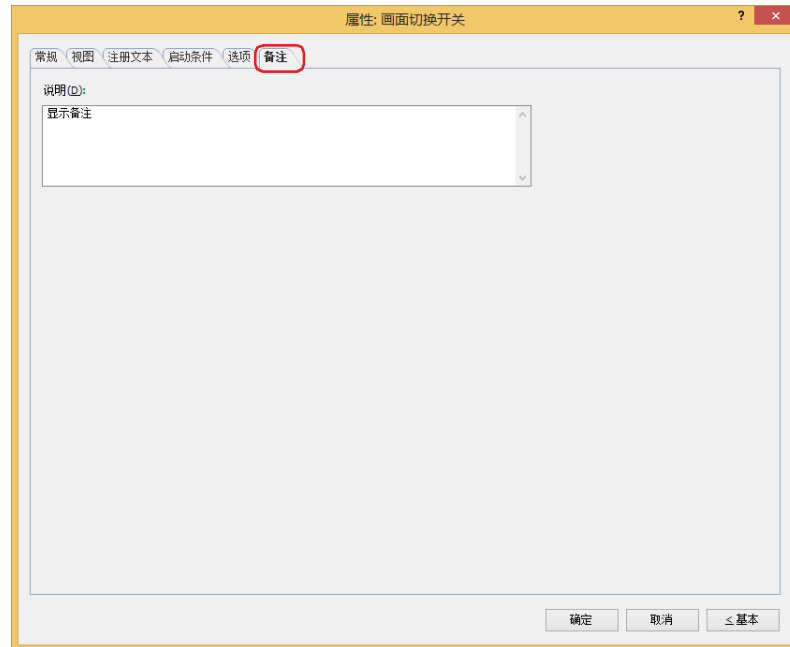 属性: 画面切换开关
?
×
常规 视图 注册文本 启动条件 选项 备注
说明(D):
显示备注
确定 取消 ≤基本